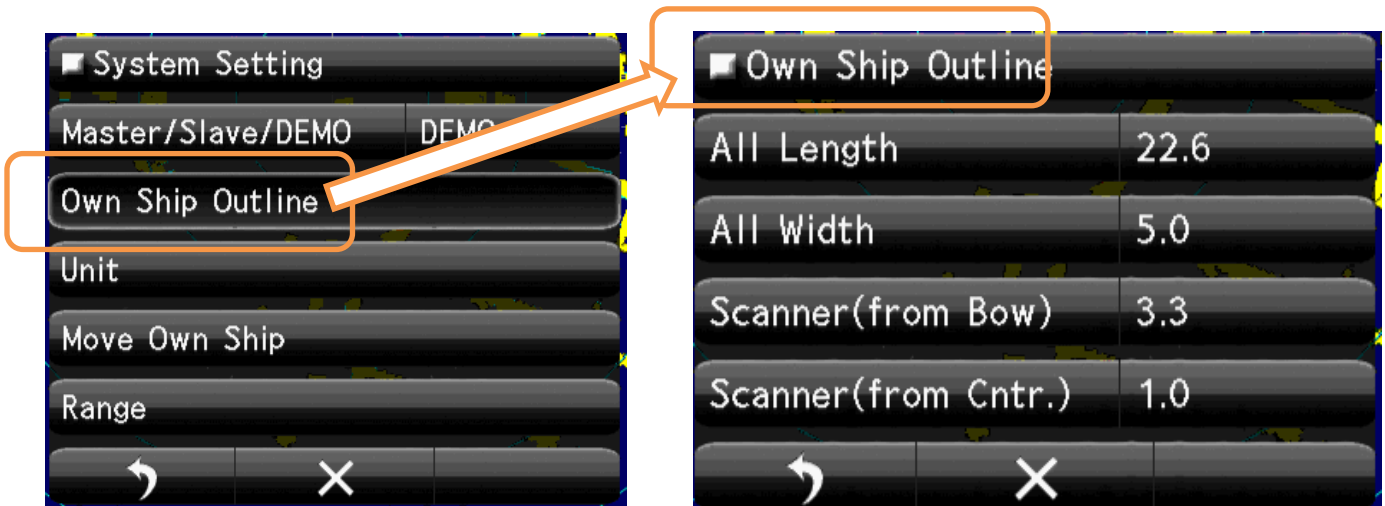 System Setting
Master/Slave/DEMO DEMO
Own Ship Outline
Unit
Move Own Ship
Range
Own Ship Outline
All Length 22.6
All Width 5.0
Scanner(from Bow) 3.3
Scanner(from Cntr.) 1.0